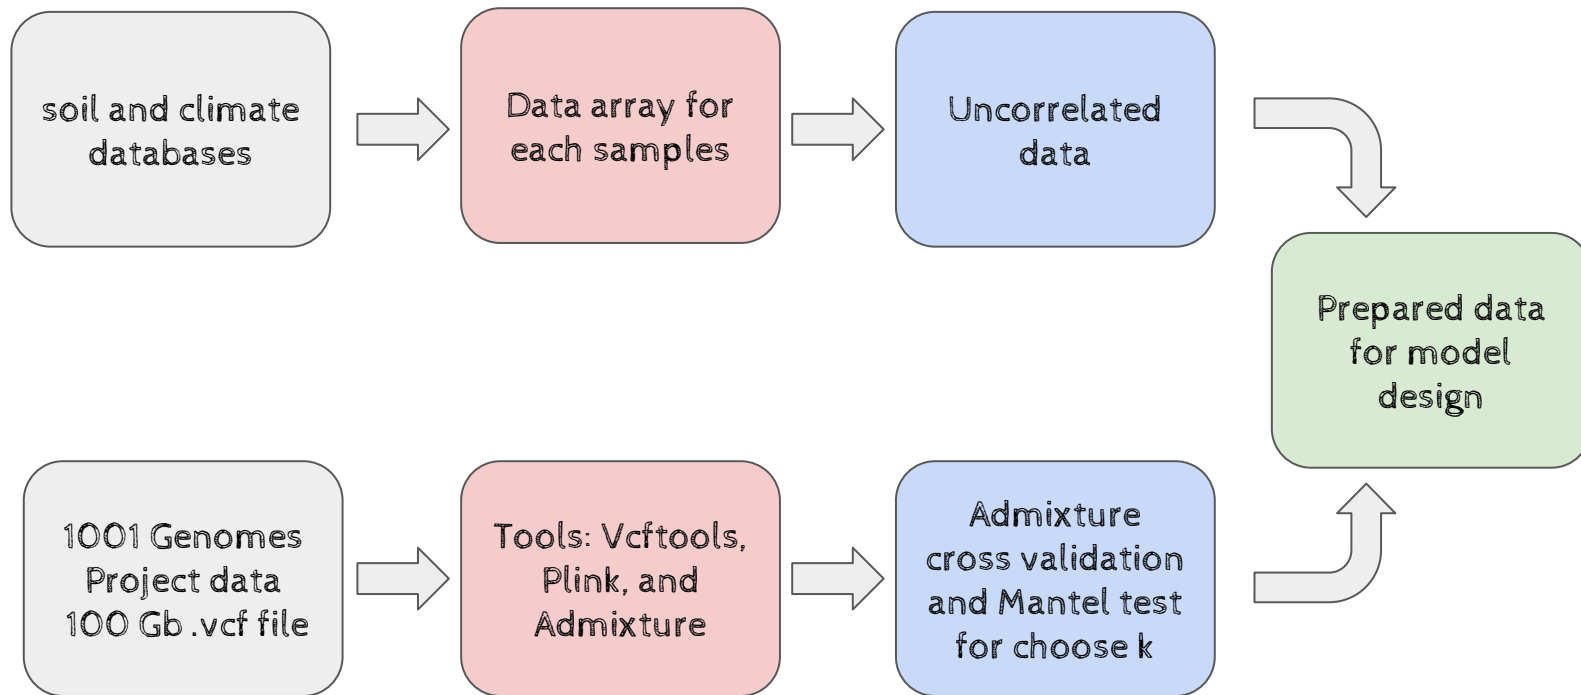 soil and climate
databases
Data array for
each samples
Uncorrelated
data
Prepared data
for model
design
1001 Genomes
Project data
100 Gb .vcf file
Tools: Vcftools,
Plink, and
Admixture
Admixture
cross validation
and Mantel test
for choose k